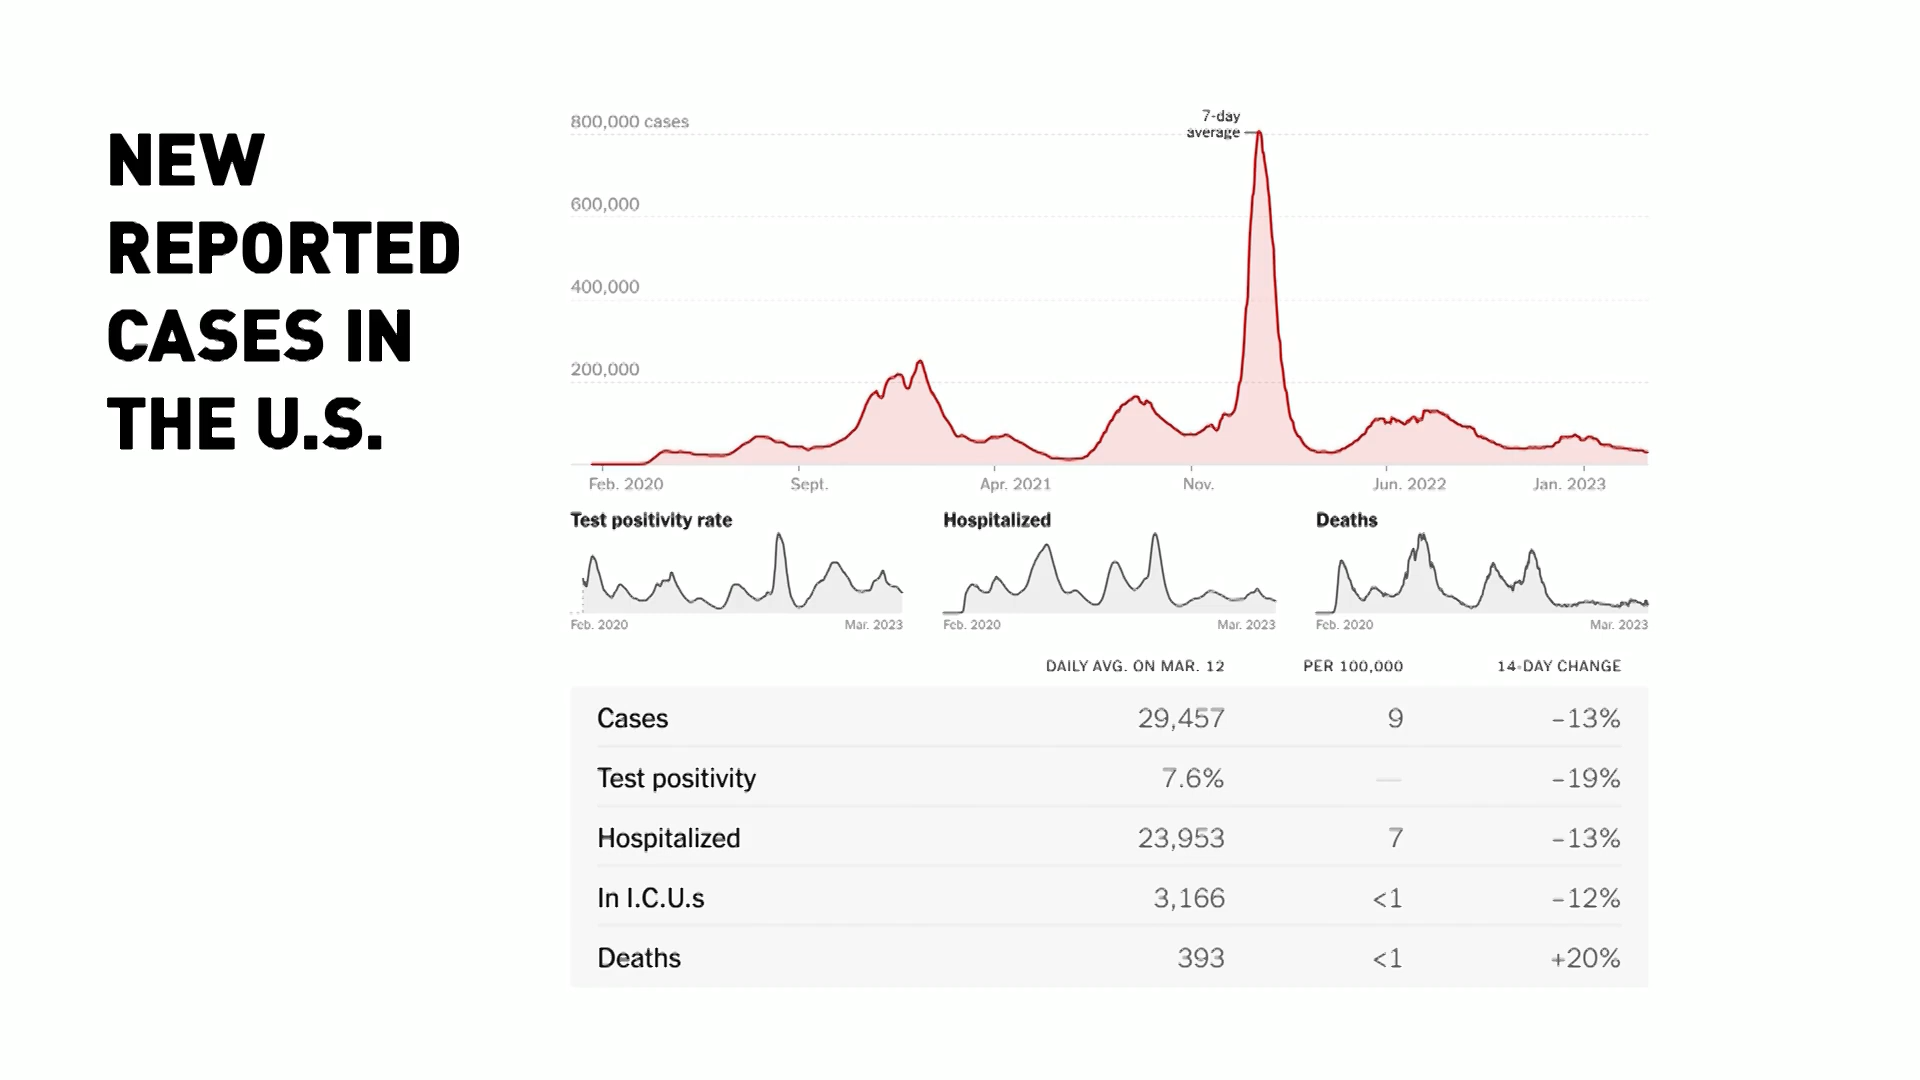 NEW
REPORTED
CASES IN
THE U.S.
7-day
average
800,000 cases
600,000
400,000
200,000
Feb. 2020 Sept. Apr. 2021 Nov. Jun. 2022 Jan. 2023
Test positivity rate Hospitalized Deaths
Feb. 2020 Mar. 2023 Feb. 2020 Mar. 2023 Feb. 2020 Mar. 2023
DAILY AVG. ON MAR. 12 PER 100,000 14-DAY CHANGE
Cases 29,457 9 –13%
Test positivity 7.6% — –19%
Hospitalized 23,953 7 –13%
In I.C.U.s 3,166 <1 –12%
Deaths 393 <1 +20%